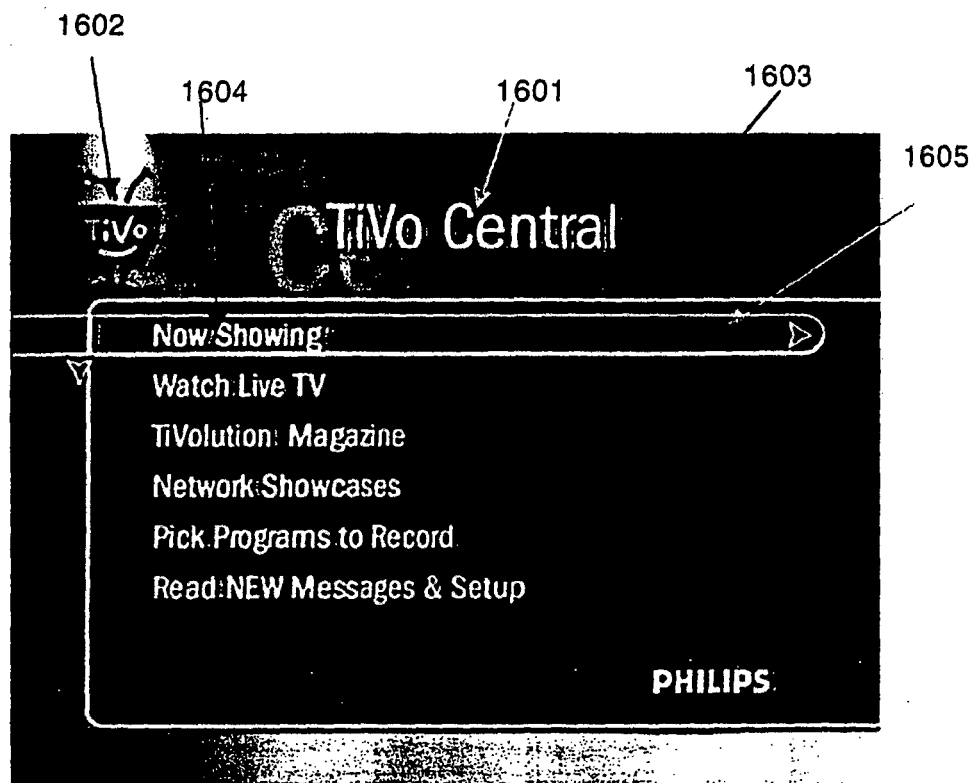 1602
1604 1601 1603
1605
TiVo
TiVo Central
Now Showing
Watch Live TV
TiVolution Magazine
Network Showcases
Pick Programs to Record
Read NEW Messages & Setup
PHILIPS